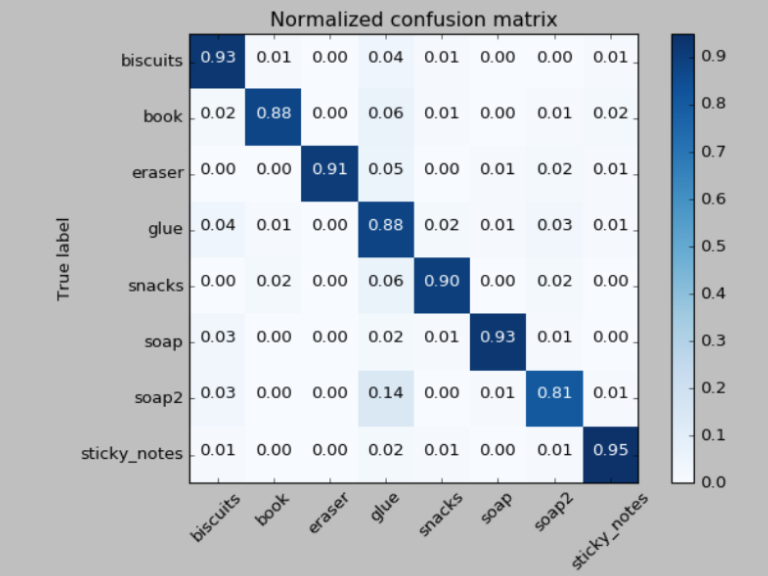 Normalized confusion matrix
biscuits 0.93 0.01 0.00 0.04 0.01 0.00 0.00 0.01
book 0.02 0.88 0.00 0.06 0.01 0.00 0.01 0.02
eraser 0.00 0.00 0.91 0.05 0.00 0.01 0.02 0.01
glue 0.04 0.01 0.00 0.88 0.02 0.01 0.03 0.01
snacks 0.00 0.02 0.00 0.06 0.90 0.00 0.02 0.00
soap 0.03 0.00 0.00 0.02 0.01 0.93 0.01 0.00
soap2 0.03 0.00 0.00 0.14 0.00 0.01 0.81 0.01
sticky_notes 0.01 0.00 0.00 0.02 0.01 0.00 0.01 0.95
biscuits book eraser glue snacks soap soap2 sticky_notes
True label
0.9
0.8
0.7
0.6
0.5
0.4
0.3
0.2
0.1
0.0